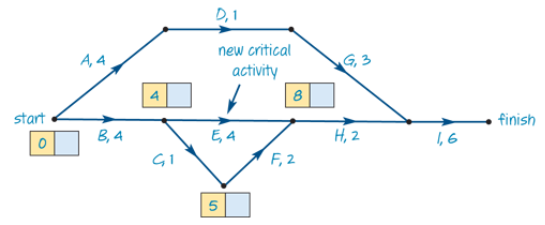 D, 1
A, 4
new critical
activity
G, 3
4
8
start
finish
0
B, 4
E, 4
H, 2
I, 6
C, 1
F, 2
5